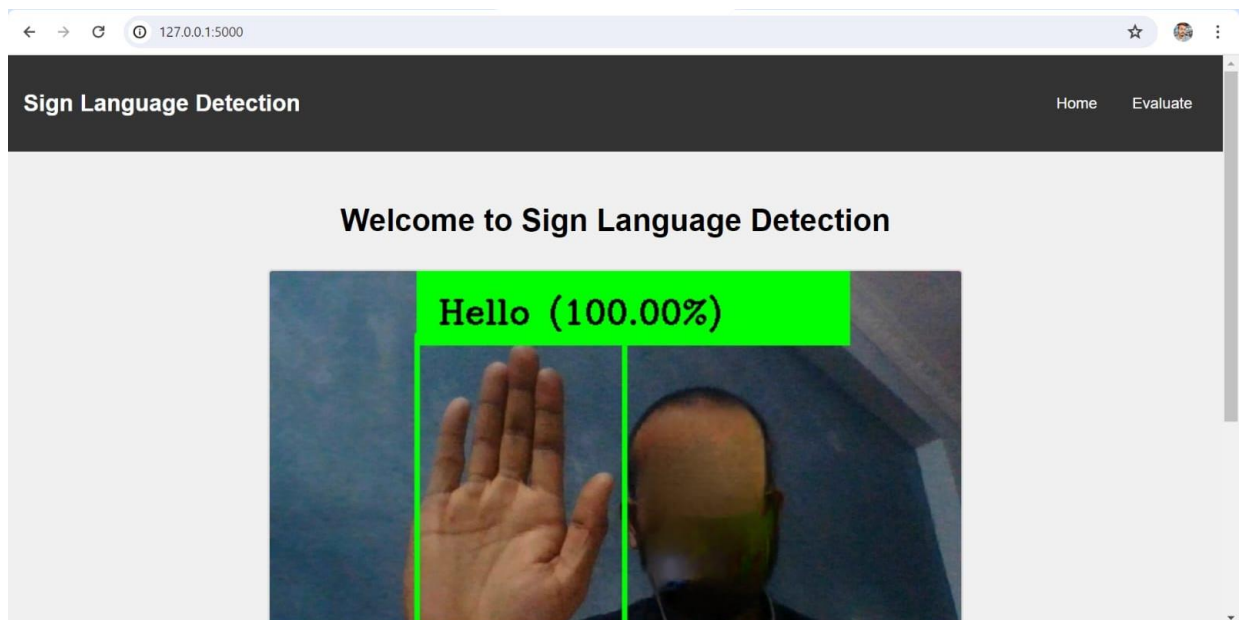 127.0.0.1:5000
Sign Language Detection
Home Evaluate
Welcome to Sign Language Detection
Hello (100.00%)